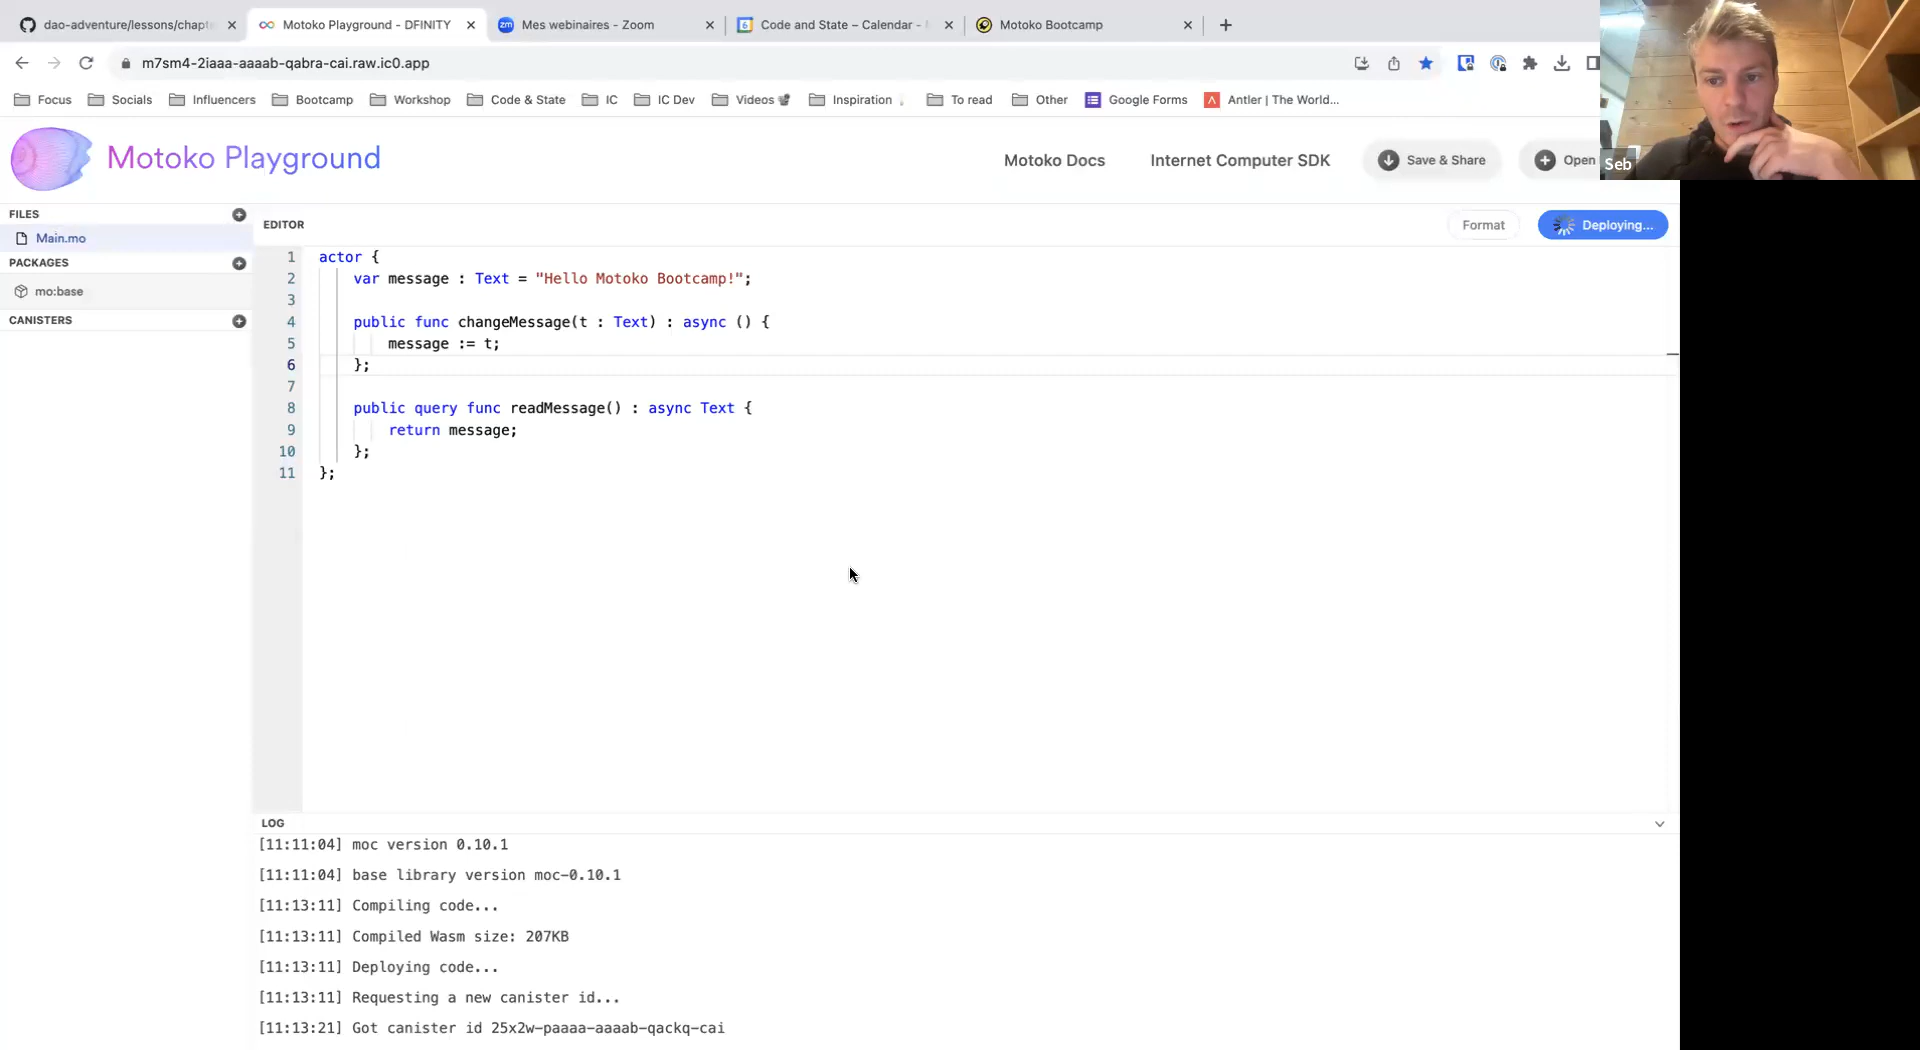 dao-adventure/lessons/chapt
Motoko Playground - DFINITY
zm
Mes webinaires - Zoom
6
Code and State – Calendar -
Motoko Bootcamp
m7sm4-2iaaa-aaaab-qabra-cai.raw.ic0.app
Focus
Socials
Influencers
Bootcamp
Workshop
Code & State
IC
IC Dev
Videos
Inspiration
To read
Other
Google Forms
Antler | The World...
Motoko Playground
Motoko Docs
Internet Computer SDK
Save & Share
Open
Seb
FILES
Main.mo
PACKAGES
mo:base
CANISTERS
EDITOR
Format
Deploying...
1 actor {
2 var message : Text = "Hello Motoko Bootcamp!";
3
4 public func changeMessage(t : Text) : async () {
5 message := t;
6 };
7
8 public query func readMessage() : async Text {
9 return message;
10 };
11 };
LOG
[11:11:04] moc version 0.10.1
[11:11:04] base library version moc-0.10.1
[11:13:11] Compiling code...
[11:13:11] Compiled Wasm size: 207KB
[11:13:11] Deploying code...
[11:13:11] Requesting a new canister id...
[11:13:21] Got canister id 25x2w-paaaa-aaaab-qackq-cai